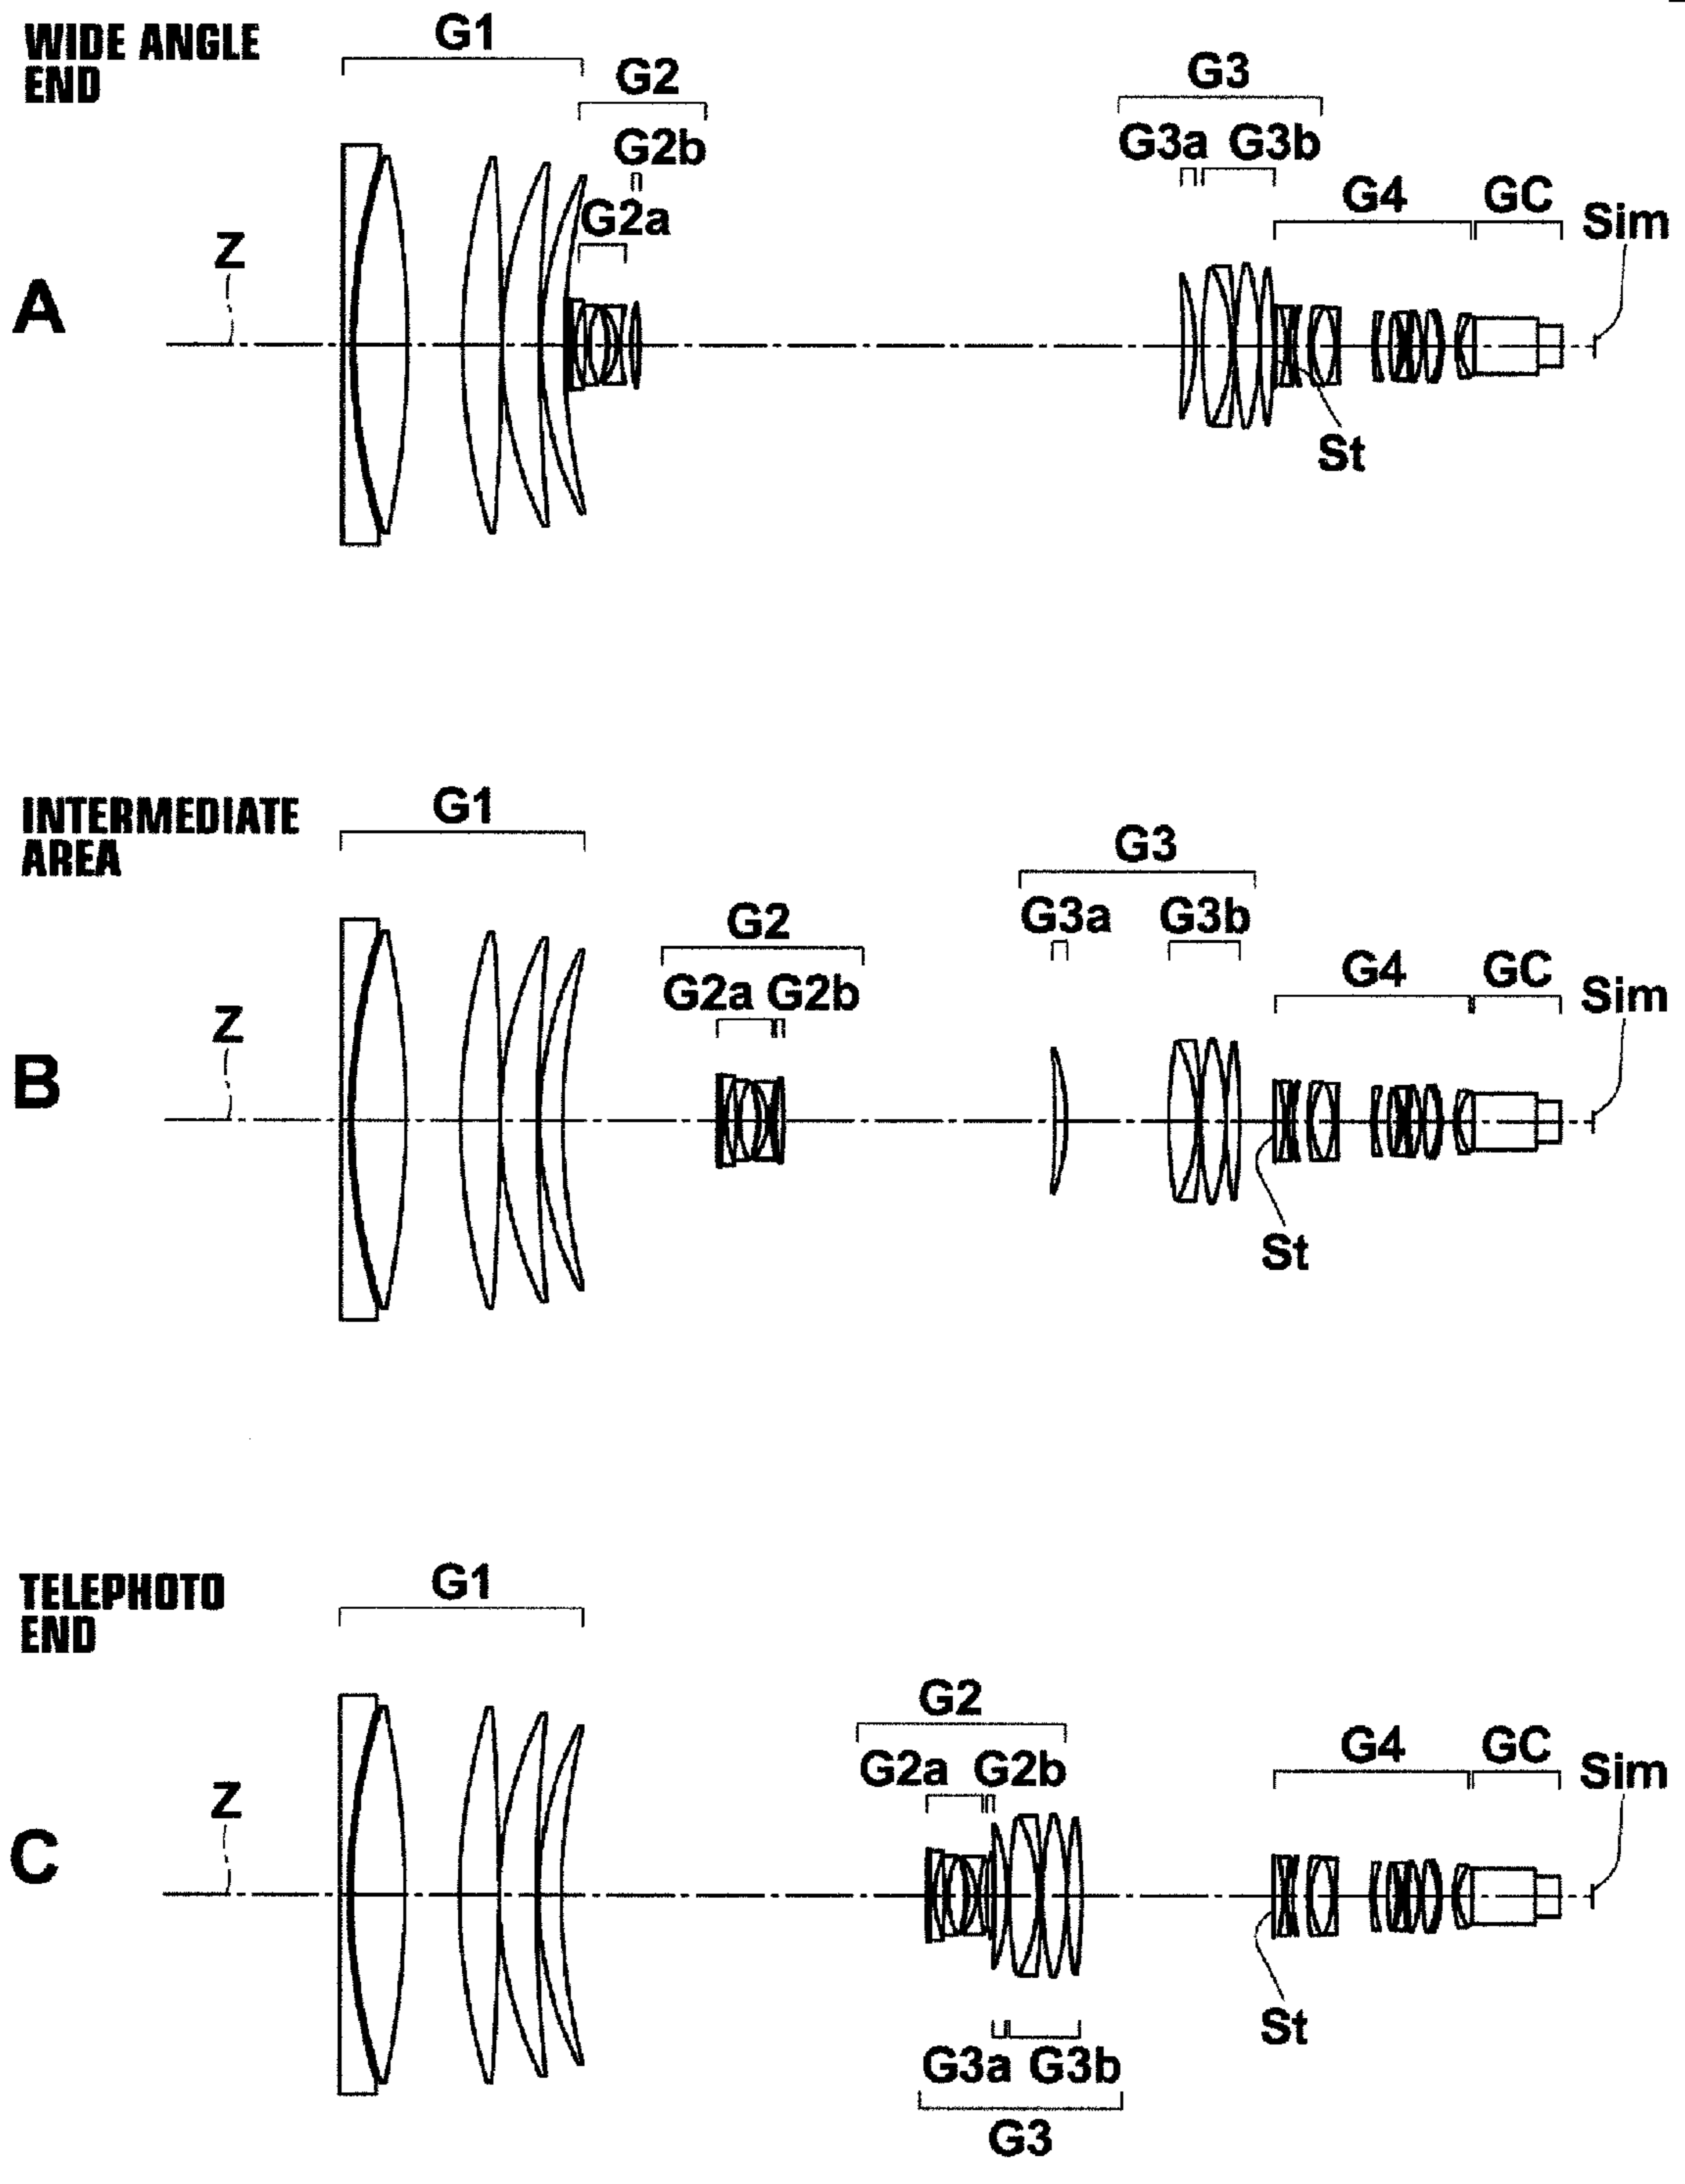 WIDE ANGLE
END
G1
G2
G2b
G2a
G3
G3a G3b
G4 GC Sim
Z
A
St
INTERMEDIATE
AREA
G1
G3
G3a G3b
G2
G2a G2b
G4 GC Sim
Z
B
St
TELEPHOTO
END
G1
G2
G2a G2b
G4 GC Sim
Z
C
St
G3a G3b
G3